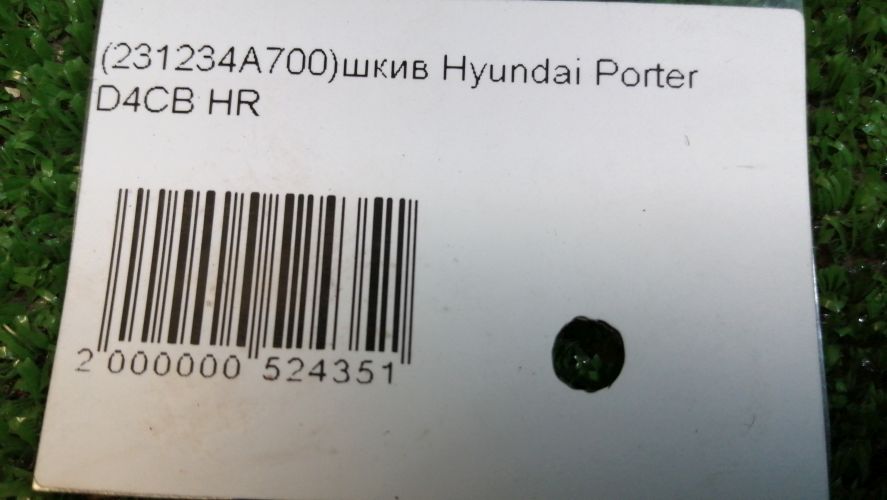 (231234A700)шкив Hyundai Porter
D4CB HR
2 000000 524351